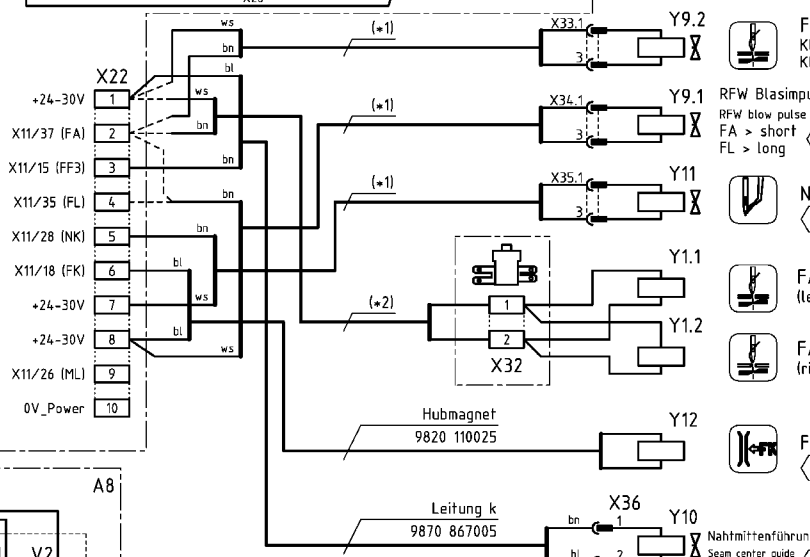 X22
+24-30V 1
X11/37 (FA) 2
X11/15 (FF3) 3
X11/35 (FL) 4
X11/28 (NK) 5
X11/18 (FK) 6
+24-30V 7
+24-30V 8
X11/26 (ML) 9
0V_Power 10
ws
bn
bl
ws
bn
bn
bn
bn
bl
ws
bl
ws
(*1)
X33.1
3
Y9.2
(*1)
X34.1
3
Y9.1
RFW blow pulse
FA > short
FL > long
(*1)
X35.1
3
Y11
(*2)
1
2
X32
Y1.1
Y1.2
Hubmagnet
9820 110025
Y12
FK
A8
V2
Leitung k
9870 867005
X36
bn 1
bl 2
Y10
Seam center guide